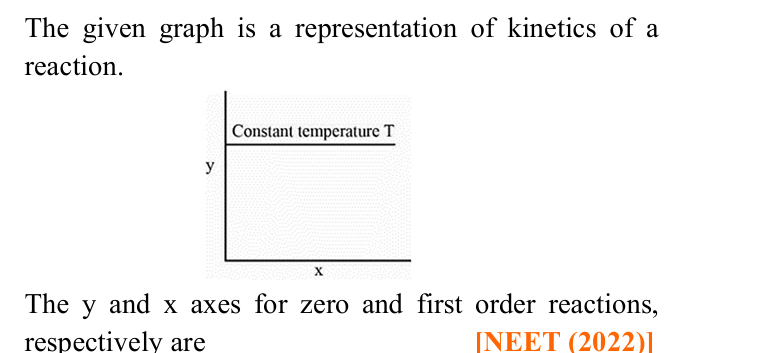 The given graph is a representation of kinetics of a
reaction.
Constant temperature T
y
x
The y and x axes for zero and first order reactions,
respectively are [NEET (2022)]